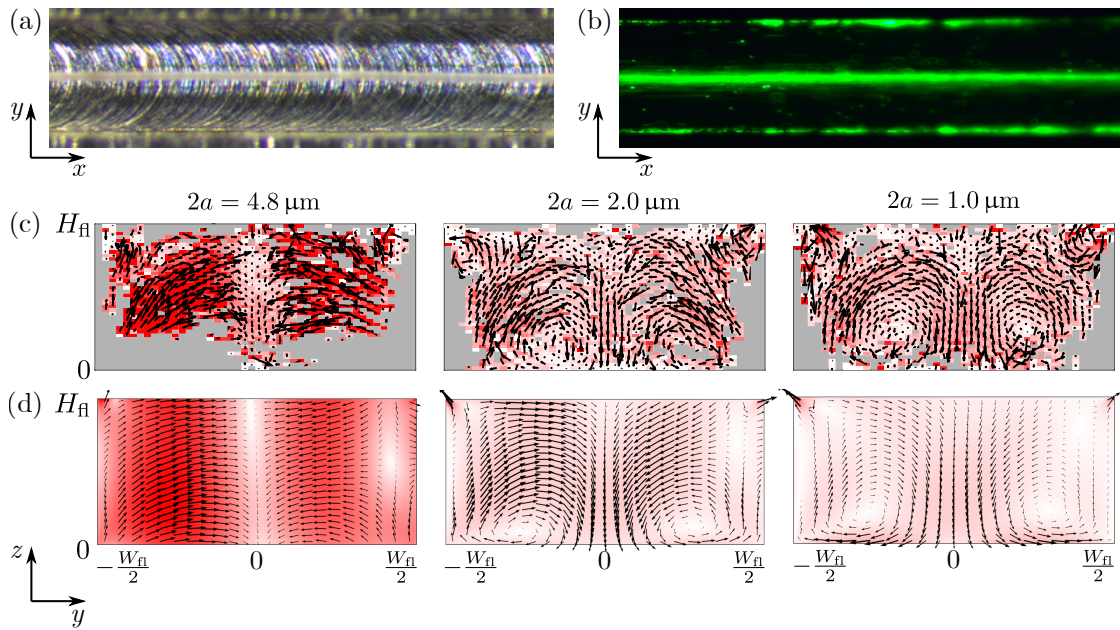 (a)
(b)
y
x
y
x
2a = 4.8 μm
2a = 2.0 μm
2a = 1.0 μm
(c)
H_fl
0
(d)
H_fl
0
−W_fl/2
0
W_fl/2
−W_fl/2
0
W_fl/2
−W_fl/2
0
W_fl/2
z
y